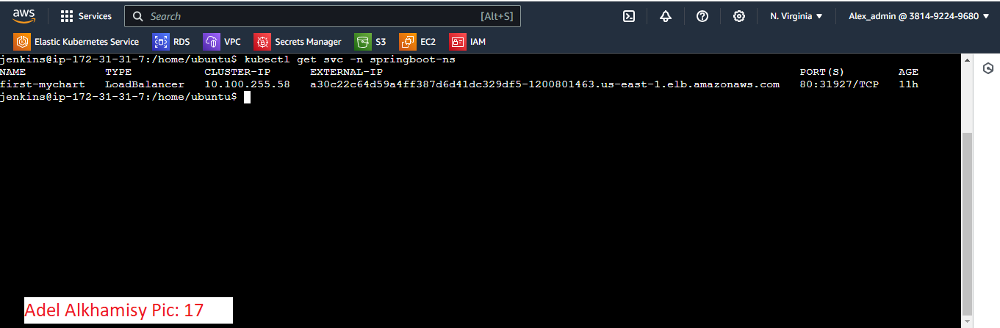 aws Services Search [Alt+S] N. Virginia Alex_admin @ 3814-9224-9680
Elastic Kubernetes Service RDS VPC Secrets Manager S3 EC2 IAM
jenkins@ip-172-31-31-7:/home/ubuntu$ kubectl get svc -n springboot-ns
NAME TYPE CLUSTER-IP EXTERNAL-IP PORT(S) AGE
first-mychart LoadBalancer 10.100.255.58 a30c22c64d59a4ff387d6d41dc329df5-1200801463.us-east-1.elb.amazonaws.com 80:31927/TCP 11h
jenkins@ip-172-31-31-7:/home/ubuntu$
Adel Alkhamisy Pic: 17